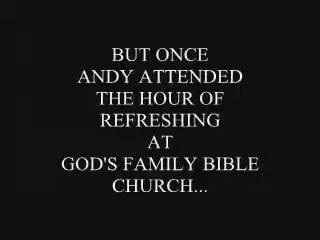 BUT ONCE
ANDY ATTENDED
THE HOUR OF
REFRESHING
AT
GOD'S FAMILY BIBLE
CHURCH...